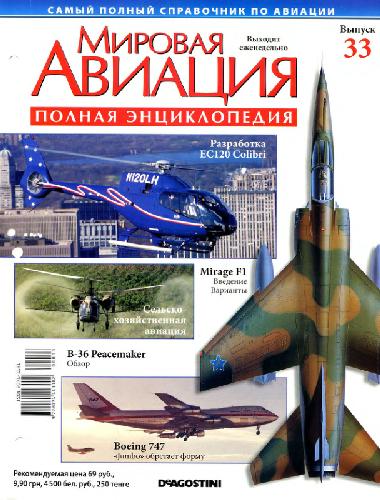 САМЫЙ ПОЛНЫЙ СПРАВОЧНИК ПО АВИАЦИИ
МИРОВАЯ
АВИАЦИЯ
Выходит
еженедельно
Выпуск
33
ПОЛНАЯ ЭНЦИКЛОПЕДИЯ
Разработка
EC120 Colibri
N120LH
Mirage F1
Введение
Варианты
Сельско-
хозяйственная
авиация
B-36 Peacemaker
Обзор
Boeing 747
«Jumbo» обретает форму
Рекомендуемая цена 69 руб.,
9,90 грн, 4 500 бел. руб., 250 тенге
DeAGOSTINI